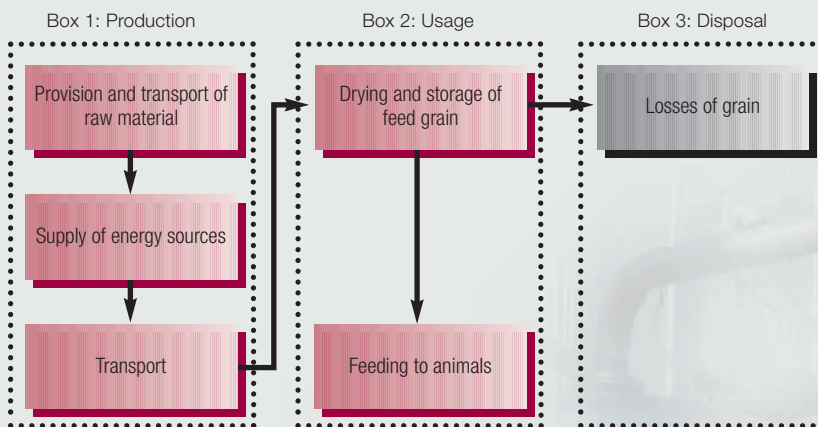 Box 1: Production
Provision and transport of
raw material
Supply of energy sources
Transport
Box 2: Usage
Drying and storage of
feed grain
Feeding to animals
Box 3: Disposal
Losses of grain